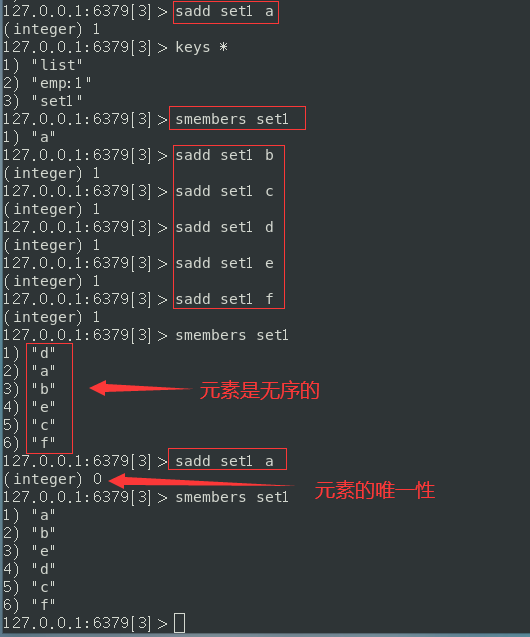 127.0.0.1:6379[3]> sadd set1 a
(integer) 1
127.0.0.1:6379[3]> keys *
1) "list"
2) "emp:1"
3) "set1"
127.0.0.1:6379[3]> smembers set1
1) "a"
127.0.0.1:6379[3]> sadd set1 b
(integer) 1
127.0.0.1:6379[3]> sadd set1 c
(integer) 1
127.0.0.1:6379[3]> sadd set1 d
(integer) 1
127.0.0.1:6379[3]> sadd set1 e
(integer) 1
127.0.0.1:6379[3]> sadd set1 f
(integer) 1
127.0.0.1:6379[3]> smembers set1
1) "d"
2) "a"
3) "b"
元素是无序的
4) "e"
5) "c"
6) "f"
127.0.0.1:6379[3]> sadd set1 a
(integer) 0
元素的唯一性
127.0.0.1:6379[3]> smembers set1
1) "a"
2) "b"
3) "e"
4) "d"
5) "c"
6) "f"
127.0.0.1:6379[3]>